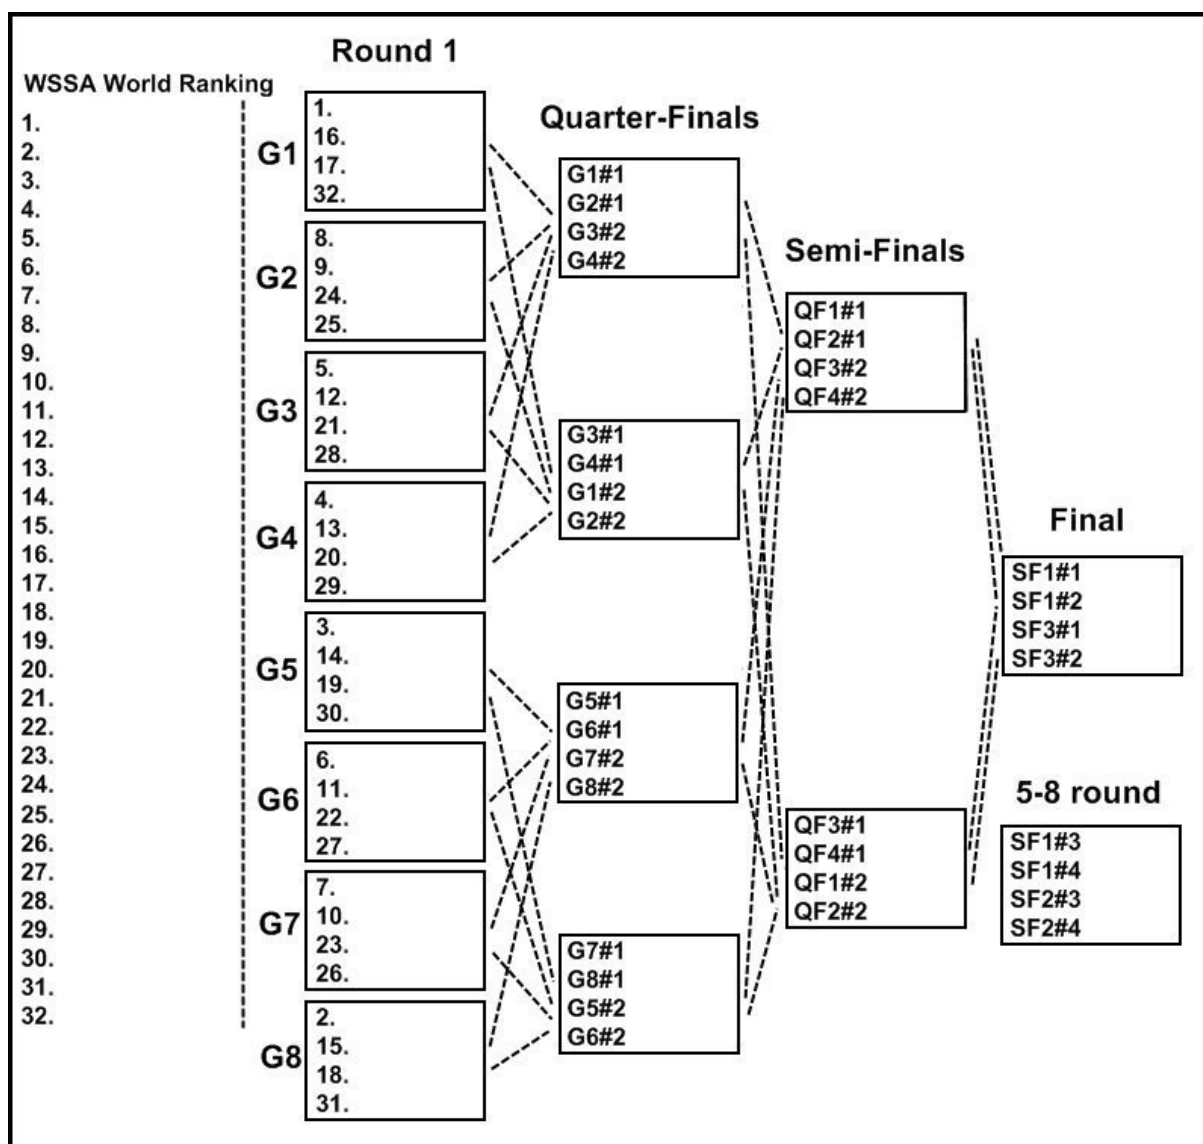 WSSA World Ranking
1.
2.
3.
4.
5.
6.
7.
8.
9.
10.
11.
12.
13.
14.
15.
16.
17.
18.
19.
20.
21.
22.
23.
24.
25.
26.
27.
28.
29.
30.
31.
32.
Round 1
G1
1.
16.
17.
32.
G2
8.
9.
24.
25.
G3
5.
12.
21.
28.
G4
4.
13.
20.
29.
G5
3.
14.
19.
30.
G6
6.
11.
22.
27.
G7
7.
10.
23.
26.
G8
2.
15.
18.
31.
Quarter-Finals
G1#1
G2#1
G3#2
G4#2
G3#1
G4#1
G1#2
G2#2
G5#1
G6#1
G7#2
G8#2
G7#1
G8#1
G5#2
G6#2
Semi-Finals
QF1#1
QF2#1
QF3#2
QF4#2
QF3#1
QF4#1
QF1#2
QF2#2
Final
SF1#1
SF1#2
SF3#1
SF3#2
5-8 round
SF1#3
SF1#4
SF2#3
SF2#4